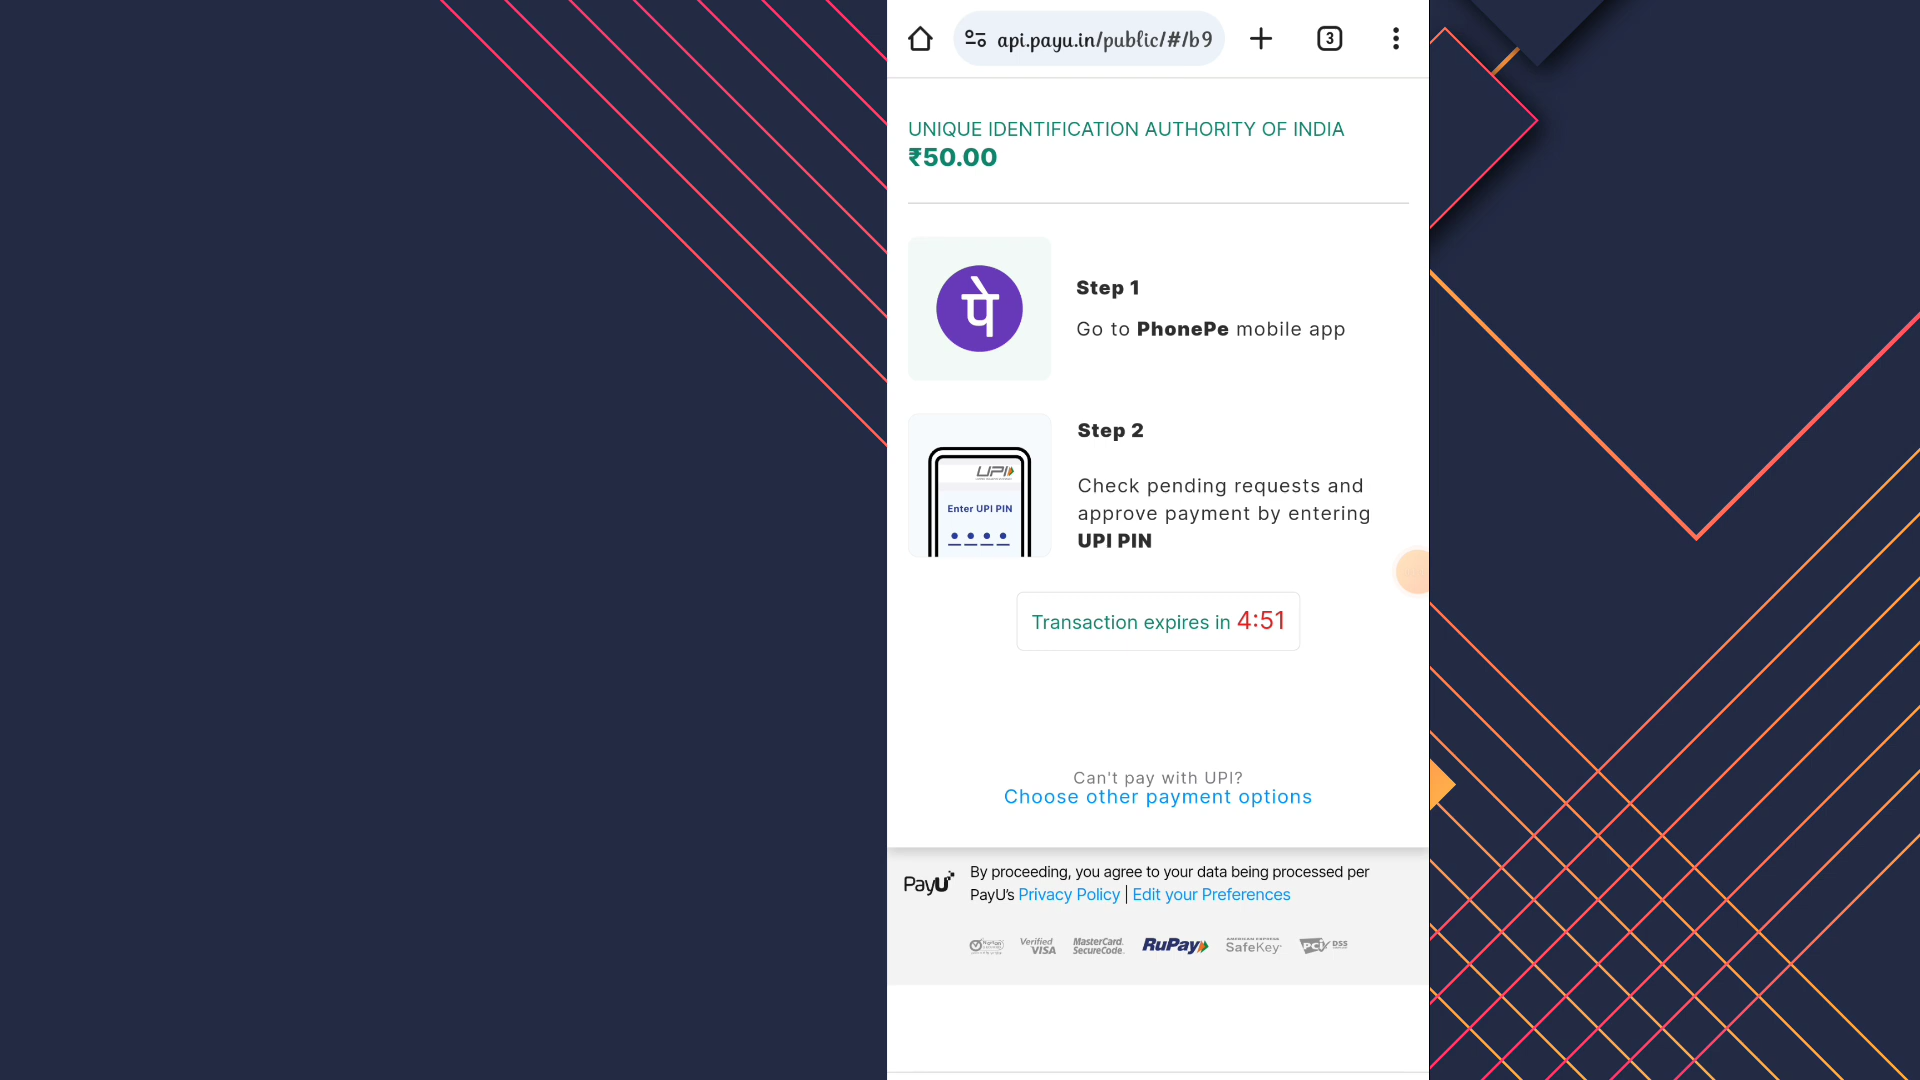 api.payu.in/public/#/b9
3
UNIQUE IDENTIFICATION AUTHORITY OF INDIA
₹50.00
पे
Step 1
Go to PhonePe mobile app
Step 2
UPI
Enter UPI PIN
Check pending requests and
approve payment by entering
UPI PIN
Transaction expires in 4:51
Can't pay with UPI?
Choose other payment options
PayU
By proceeding, you agree to your data being processed per
PayU's Privacy Policy | Edit your Preferences
Norton
Verified
VISA
MasterCard.
SecureCode.
RuPay
AMERICAN EXPRESS
SafeKey
PCI DSS